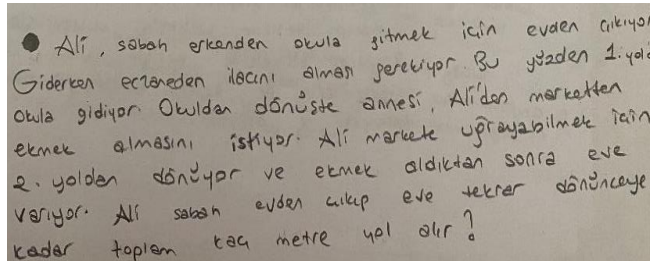 ● Ali, sabah erkenden okula gitmek için evden çıkıyor
Giderken eczaneden ilacını alması gerekiyor. Bu yüzden 1. yol
okula gidiyor. Okuldan dönüşte annesi, Ali'den marketten
ekmek almasını istiyor. Ali markete uğrayabilmek için
2. yoldan dönüyor ve ekmek aldıktan sonra eve
varıyor. Ali sabah evden çıkıp eve tekrar dönünceye
kadar toplam kaç metre yol alır?